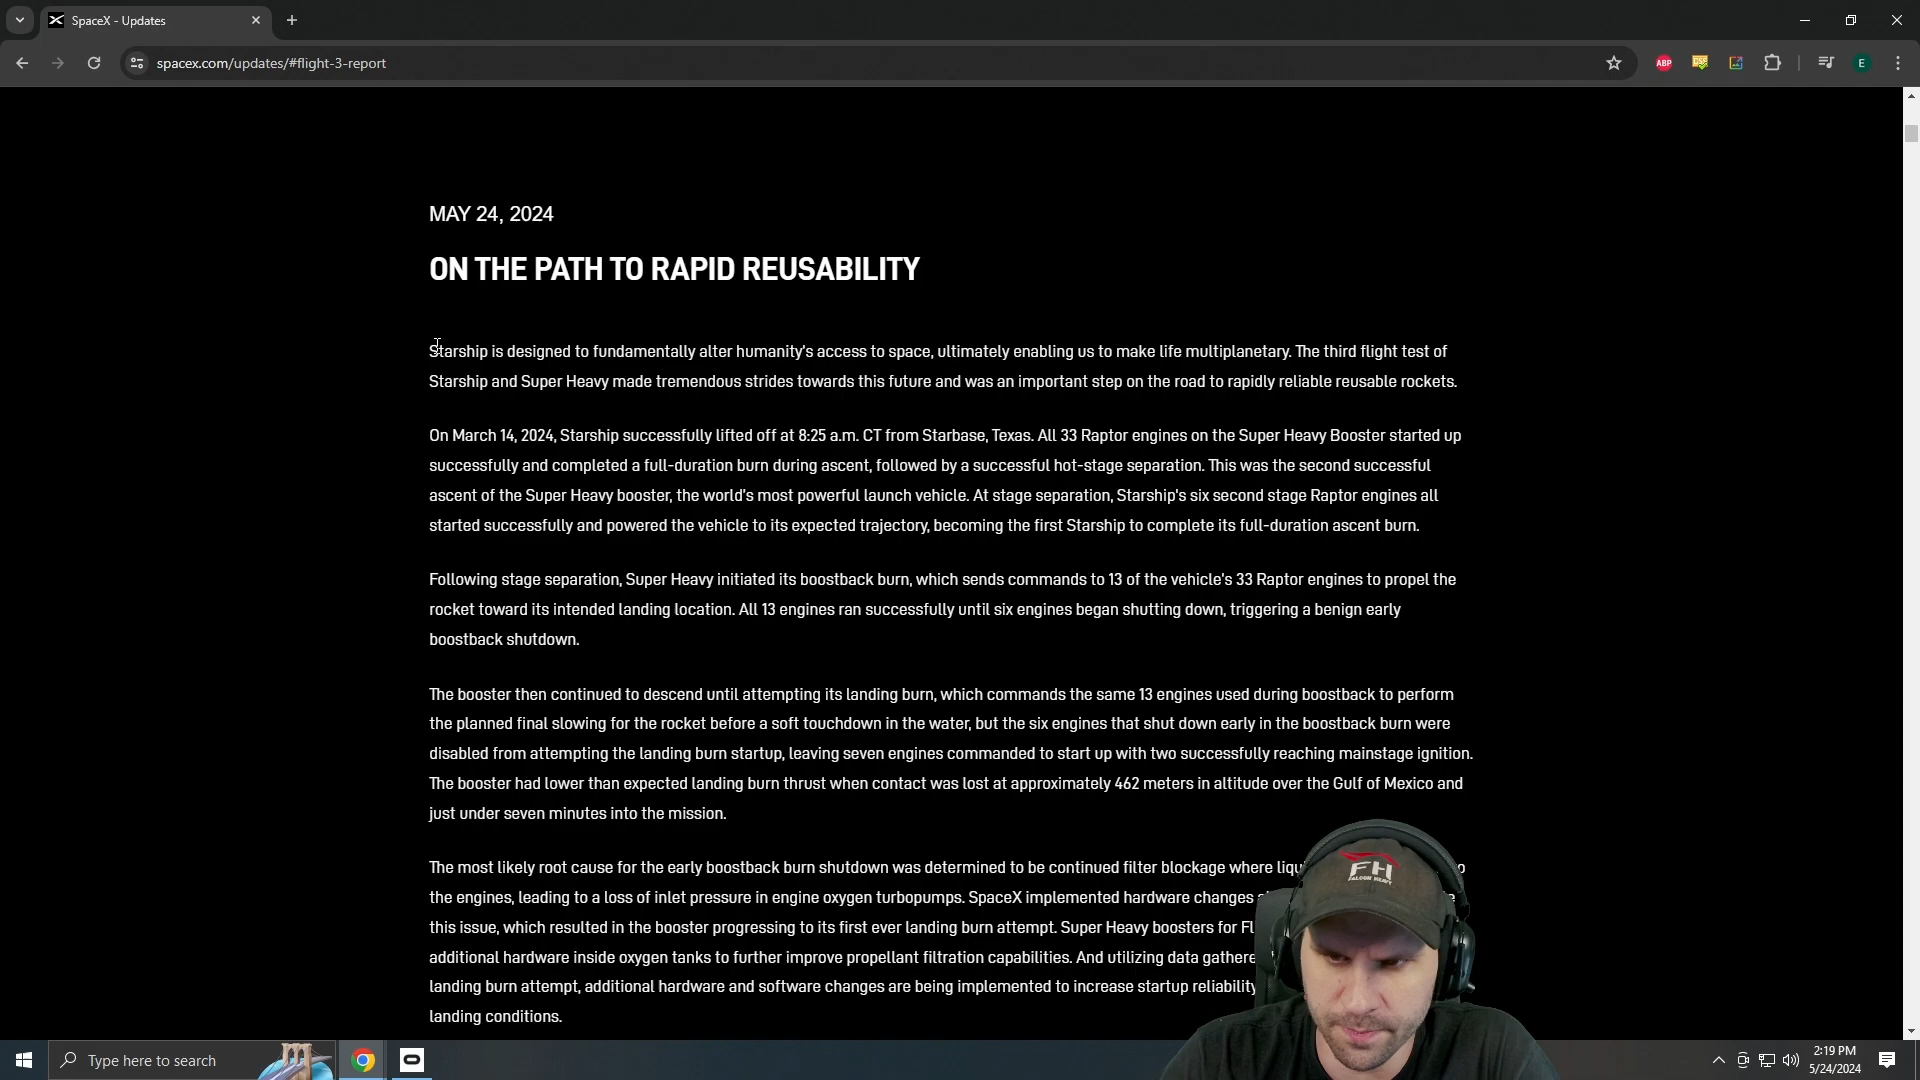 SpaceX - Updates
spacex.com/updates/#flight-3-report
ABP
CSP
E
MAY 24, 2024
ON THE PATH TO RAPID REUSABILITY
Starship is designed to fundamentally alter humanity's access to space, ultimately enabling us to make life multiplanetary. The third flight test of
Starship and Super Heavy made tremendous strides towards this future and was an important step on the road to rapidly reliable reusable rockets.
On March 14, 2024, Starship successfully lifted off at 8:25 a.m. CT from Starbase, Texas. All 33 Raptor engines on the Super Heavy Booster started up
successfully and completed a full-duration burn during ascent, followed by a successful hot-stage separation. This was the second successful
ascent of the Super Heavy booster, the world's most powerful launch vehicle. At stage separation, Starship's six second stage Raptor engines all
started successfully and powered the vehicle to its expected trajectory, becoming the first Starship to complete its full-duration ascent burn.
Following stage separation, Super Heavy initiated its boostback burn, which sends commands to 13 of the vehicle's 33 Raptor engines to propel the
rocket toward its intended landing location. All 13 engines ran successfully until six engines began shutting down, triggering a benign early
boostback shutdown.
The booster then continued to descend until attempting its landing burn, which commands the same 13 engines used during boostback to perform
the planned final slowing for the rocket before a soft touchdown in the water, but the six engines that shut down early in the boostback burn were
disabled from attempting the landing burn startup, leaving seven engines commanded to start up with two successfully reaching mainstage ignition.
The booster had lower than expected landing burn thrust when contact was lost at approximately 462 meters in altitude over the Gulf of Mexico and
just under seven minutes into the mission.
The most likely root cause for the early boostback burn shutdown was determined to be continued filter blockage where
the engines, leading to a loss of inlet pressure in engine oxygen turbopumps. SpaceX implemented hardware changes
this issue, which resulted in the booster progressing to its first ever landing burn attempt. Super Heavy boosters for
additional hardware inside oxygen tanks to further improve propellant filtration capabilities. And utilizing data
landing burn attempt, additional hardware and software changes are being implemented to increase startup reliability
landing conditions.
FH
FALCON HEAVY
Type here to search
2:19 PM
5/24/2024